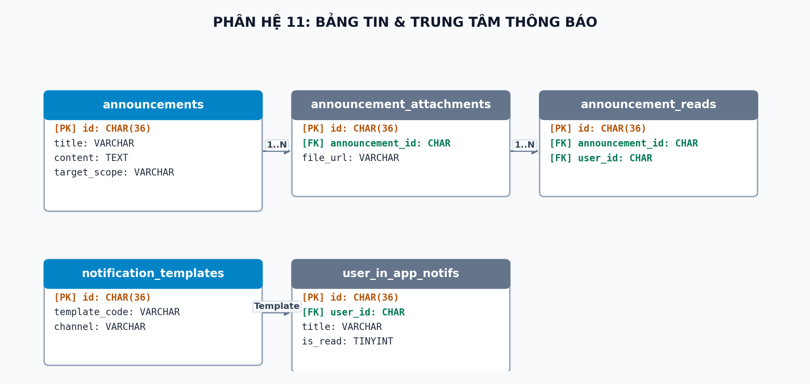 PHÂN HỆ 11: BẢNG TIN & TRUNG TÂM THÔNG BÁO
announcements
[PK] id: CHAR(36)
title: VARCHAR
content: TEXT
target_scope: VARCHAR
1..N
announcement_attachments
[PK] id: CHAR(36)
[FK] announcement_id: CHAR
file_url: VARCHAR
1..N
announcement_reads
[PK] id: CHAR(36)
[FK] announcement_id: CHAR
[FK] user_id: CHAR
notification_templates
[PK] id: CHAR(36)
template_code: VARCHAR
channel: VARCHAR
Template
user_in_app_notifs
[PK] id: CHAR(36)
[FK] user_id: CHAR
title: VARCHAR
is_read: TINYINT